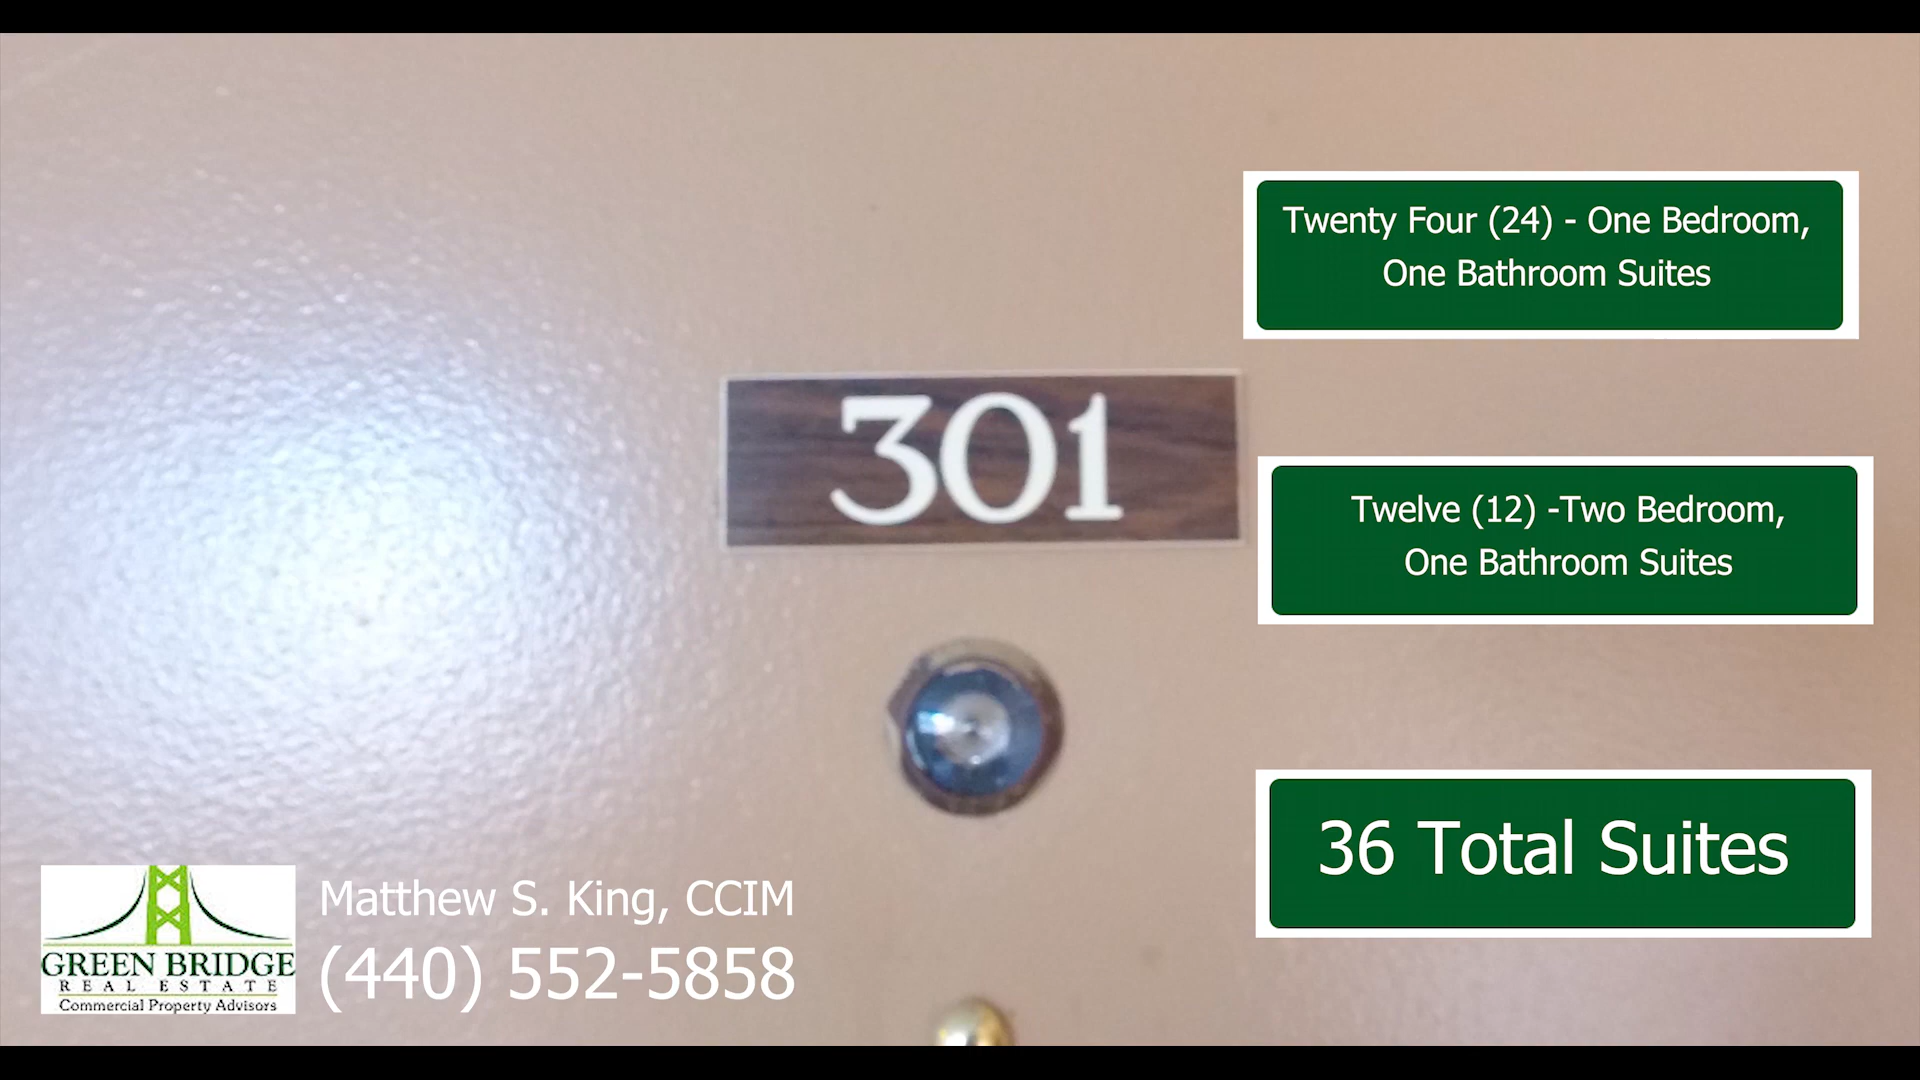 Twenty Four (24) - One Bedroom,
One Bathroom Suites
301
Twelve (12) -Two Bedroom,
One Bathroom Suites
36 Total Suites
Matthew S. King, CCIM
(440) 552-5858
GREEN BRIDGE
REAL ESTATE
Commercial Property Advisors